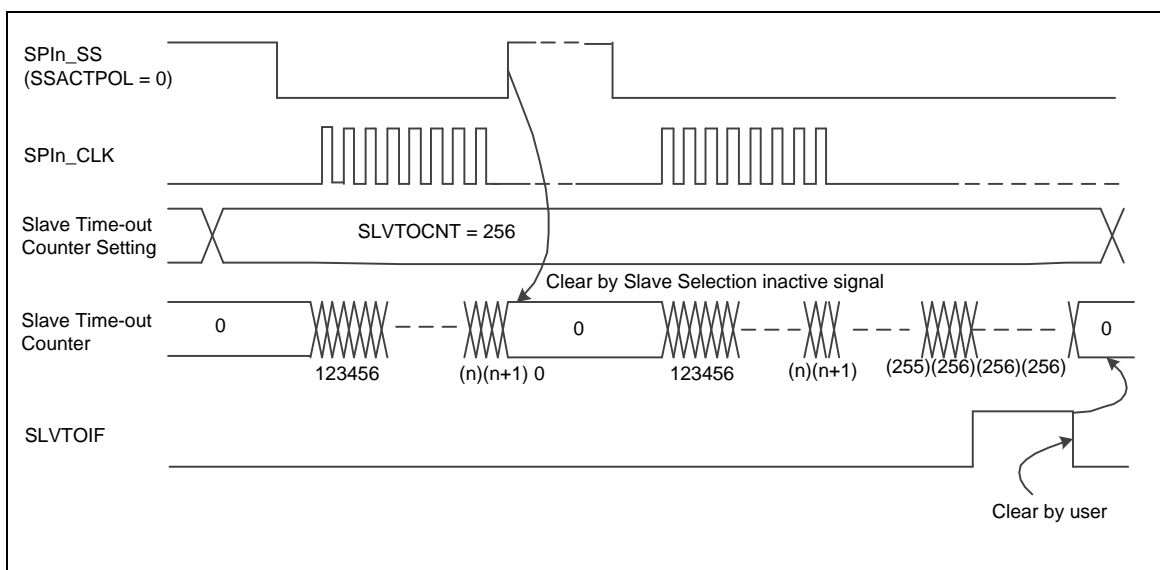 SPIn_SS
(SSACTPOL = 0)
SPIn_CLK
Slave Time-out
Counter Setting
SLVTOCNT = 256
Clear by Slave Selection inactive signal
Slave Time-out
Counter
0
0
0
123456
(n)(n+1) 0
123456
(n)(n+1)
(255)(256)(256)(256)
SLVTOIF
Clear by user